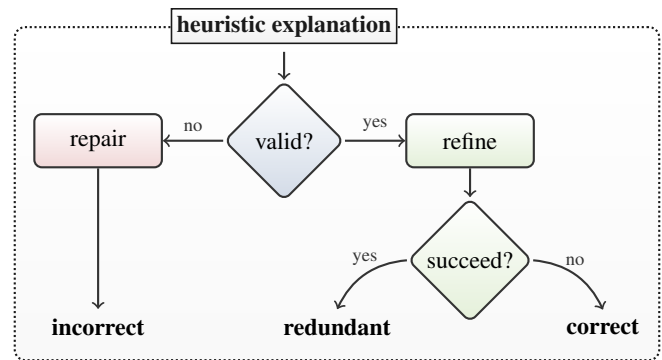 heuristic explanation
no
yes
repair
valid?
refine
yes
succeed?
no
incorrect
redundant
correct